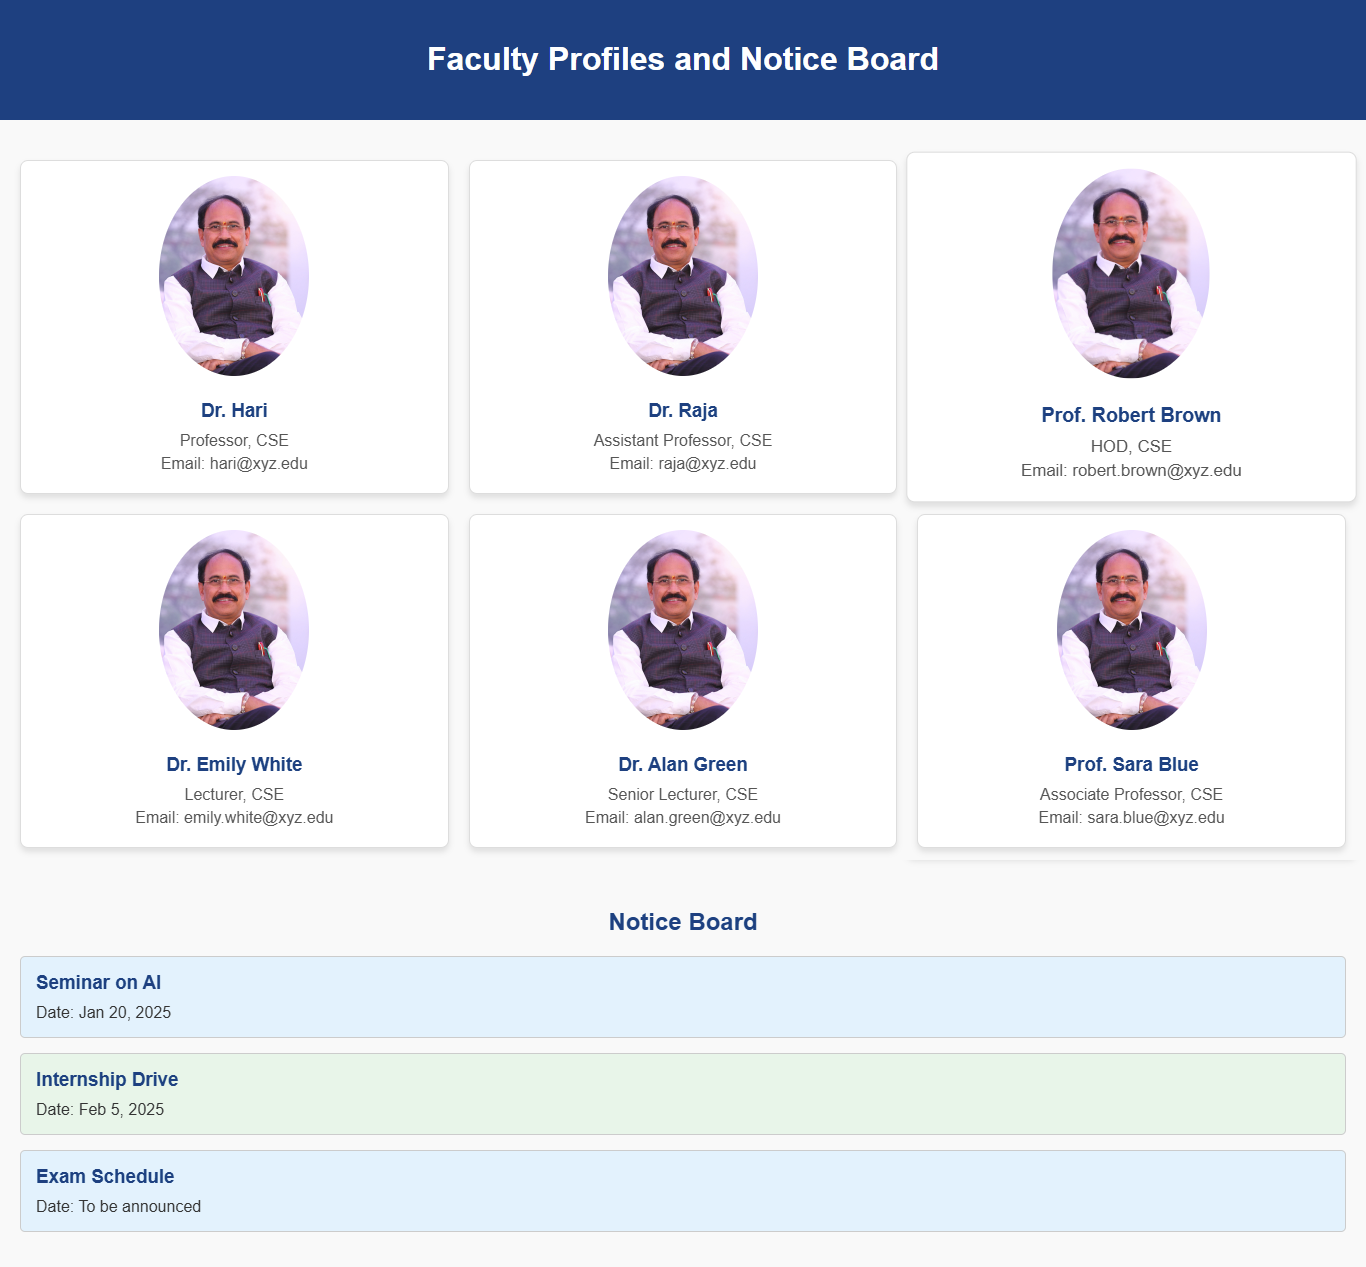 Faculty Profiles and Notice Board
Dr. Hari
Professor, CSE
Email: hari@xyz.edu
Dr. Raja
Assistant Professor, CSE
Email: raja@xyz.edu
Prof. Robert Brown
HOD, CSE
Email: robert.brown@xyz.edu
Dr. Emily White
Lecturer, CSE
Email: emily.white@xyz.edu
Dr. Alan Green
Senior Lecturer, CSE
Email: alan.green@xyz.edu
Prof. Sara Blue
Associate Professor, CSE
Email: sara.blue@xyz.edu
Notice Board
Seminar on AI
Date: Jan 20, 2025
Internship Drive
Date: Feb 5, 2025
Exam Schedule
Date: To be announced